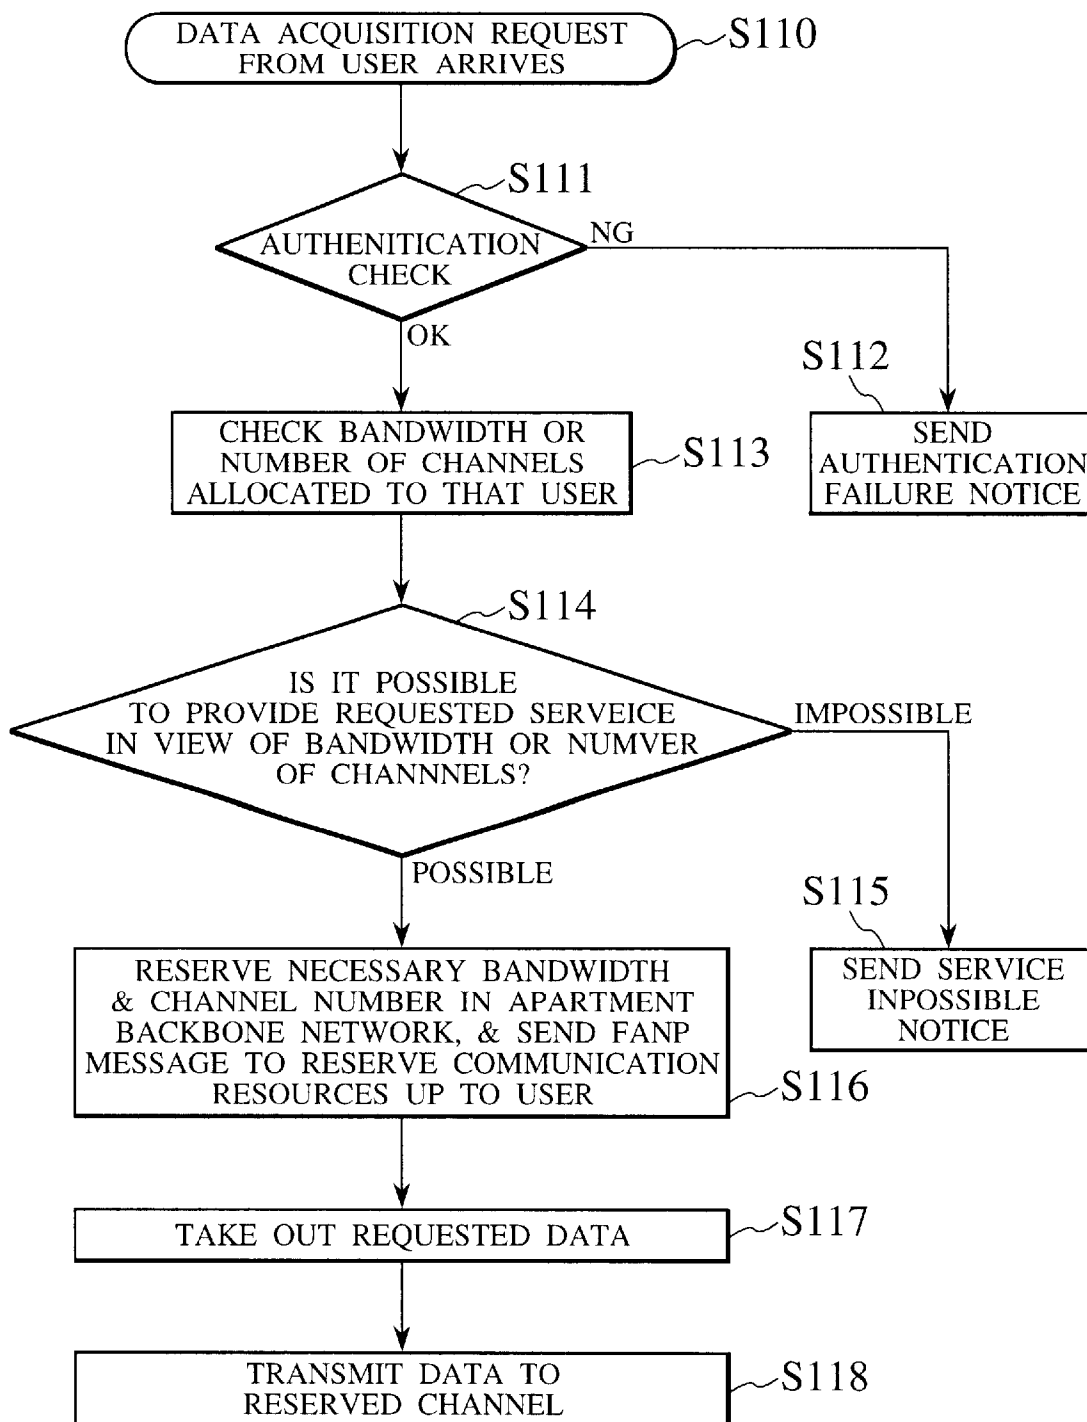 DATA ACQUISITION REQUEST
FROM USER ARRIVES
S110
S111
AUTHENITICATION
CHECK
NG
OK
S112
SEND
AUTHENTICATION
FAILURE NOTICE
CHECK BANDWIDTH OR
NUMBER OF CHANNELS
ALLOCATED TO THAT USER
S113
S114
IS IT POSSIBLE
TO PROVIDE REQUESTED SERVEICE
IN VIEW OF BANDWIDTH OR NUMVER
OF CHANNNELS?
IMPOSSIBLE
POSSIBLE
S115
SEND SERVICE
INPOSSIBLE
NOTICE
RESERVE NECESSARY BANDWIDTH
& CHANNEL NUMBER IN APARTMENT
BACKBONE NETWORK, & SEND FANP
MESSAGE TO RESERVE COMMUNICATION
RESOURCES UP TO USER
S116
TAKE OUT REQUESTED DATA
S117
TRANSMIT DATA TO
RESERVED CHANNEL
S118